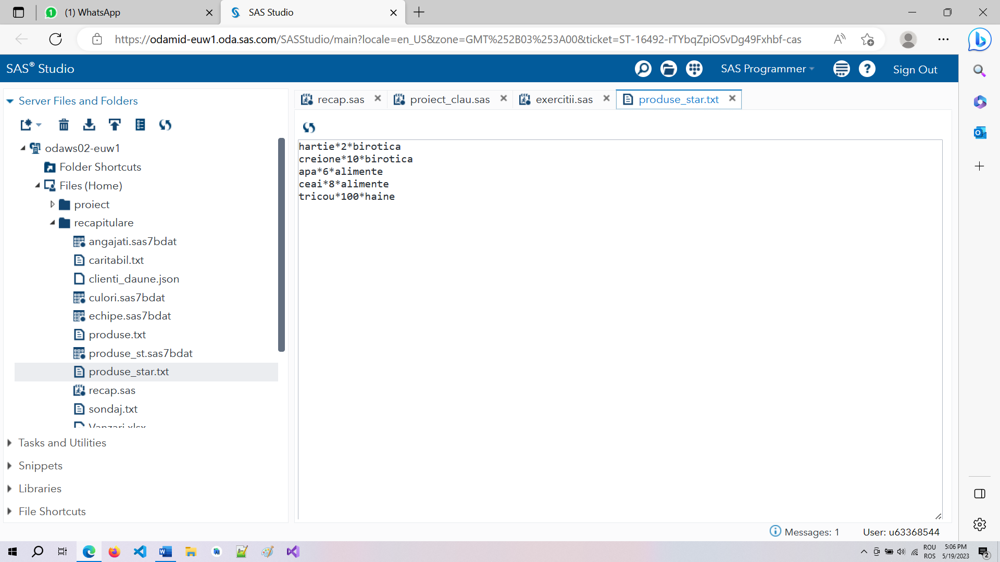 (1) WhatsApp
SAS Studio
https://odamid-euw1.oda.sas.com/SASStudio/main?locale=en_US&zone=GMT%252B03%253A00&ticket=ST-16492-rTYbqZpiOSvDg49Fxhbf-cas
SAS® Studio
SAS Programmer
Sign Out
Server Files and Folders
odaws02-euw1
Folder Shortcuts
Files (Home)
proiect
recapitulare
angajati.sas7bdat
caritabil.txt
clienti_daune.json
culori.sas7bdat
echipe.sas7bdat
produse.txt
produse_st.sas7bdat
produse_star.txt
recap.sas
sondaj.txt
Vanzari.xlsx
Tasks and Utilities
Snippets
Libraries
File Shortcuts
recap.sas
proiect_clau.sas
exercitii.sas
produse_star.txt
hartie*2*birotica
creione*10*birotica
apa*6*alimente
ceai*8*alimente
tricou*100*haine
Messages: 1
User: u63368544
ROU
ROS
5:06 PM
5/19/2023
2